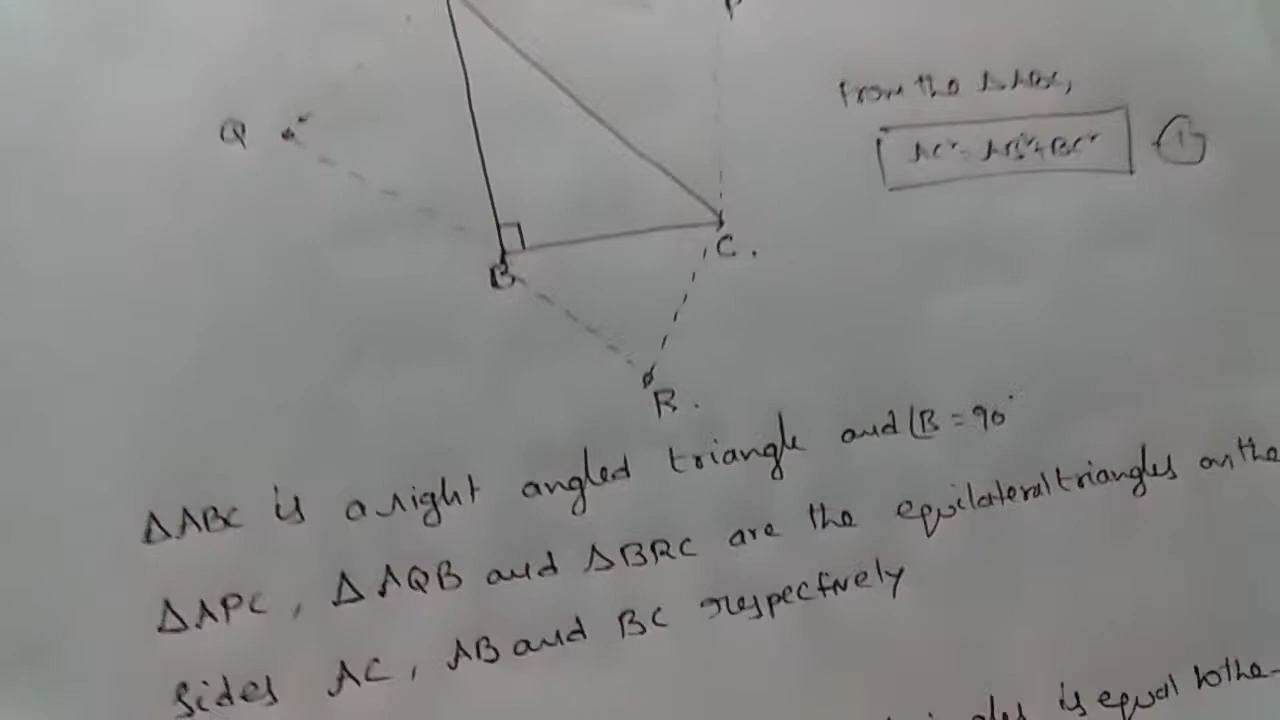 Q
From the ΔABC,
AC² = AB² + BC² ①
B
C.
R.
ΔABC is a right angled triangle and ∠B = 90°
ΔAPC, ΔAQB and ΔBRC are the equilateral triangles on the
sides AC, AB and BC respectively
is equal to the